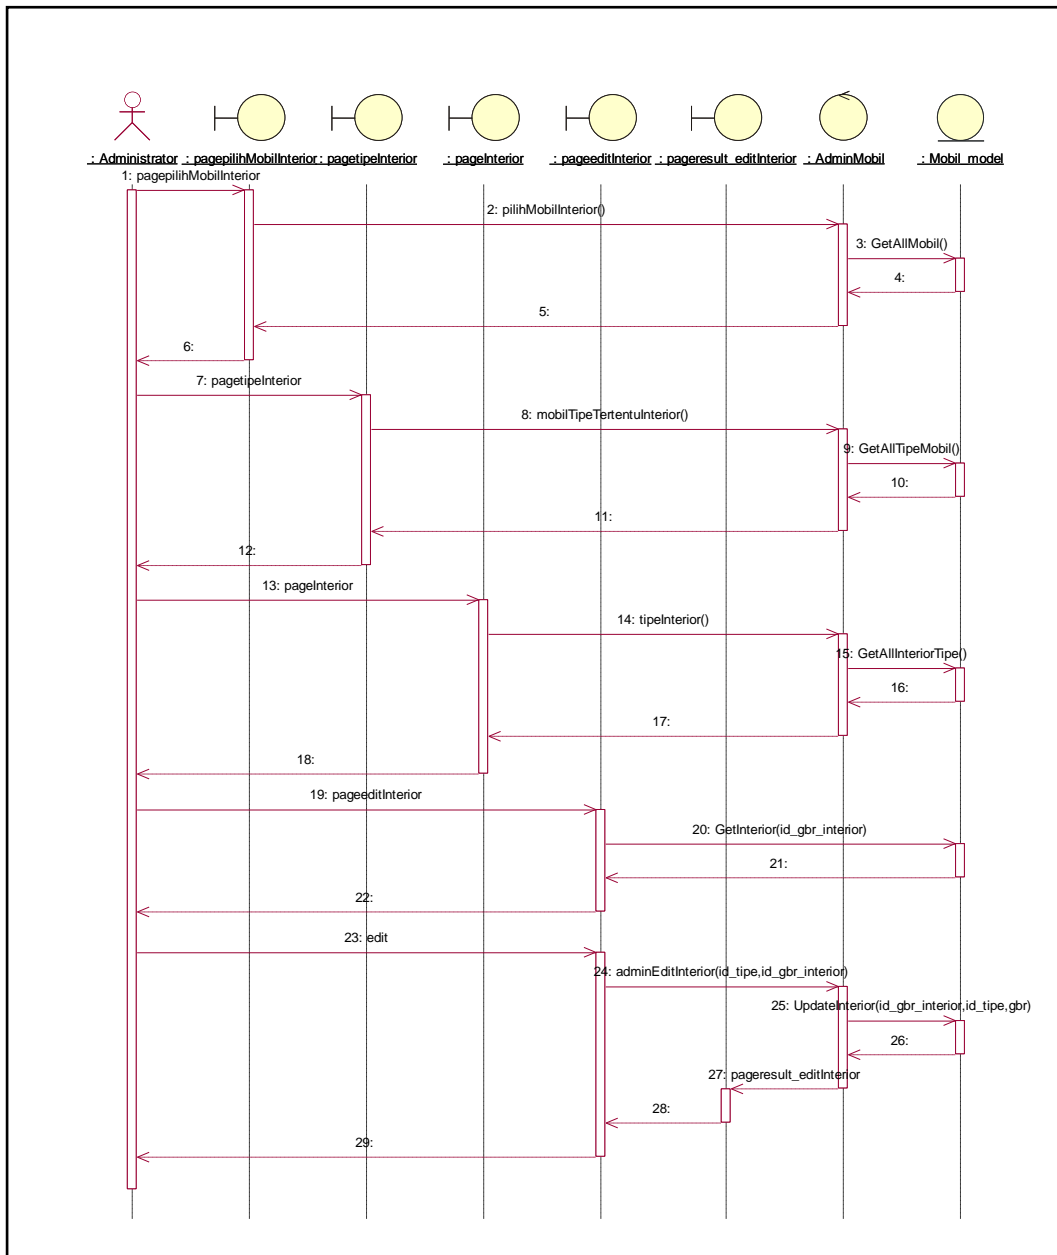 : Administrator
: pagepilihMobilInterior
: pagetipeInterior
: pageInterior
: pageeditInterior
: pageresult_editInterior
: AdminMobil
: Mobil_model
1: pagepilihMobilInterior
2: pilihMobilInterior()
3: GetAllMobil()
4:
5:
6:
7: pagetipeInterior
8: mobilTipeTertentuInterior()
9: GetAllTipeMobil()
10:
11:
12:
13: pageInterior
14: tipeInterior()
15: GetAllInteriorTipe()
16:
17:
18:
19: pageeditInterior
20: GetInterior(id_gbr_interior)
21:
22:
23: edit
24: adminEditInterior(id_tipe,id_gbr_interior)
25: UpdateInterior(id_gbr_interior,id_tipe,gbr)
26:
27: pageresult_editInterior
28:
29: